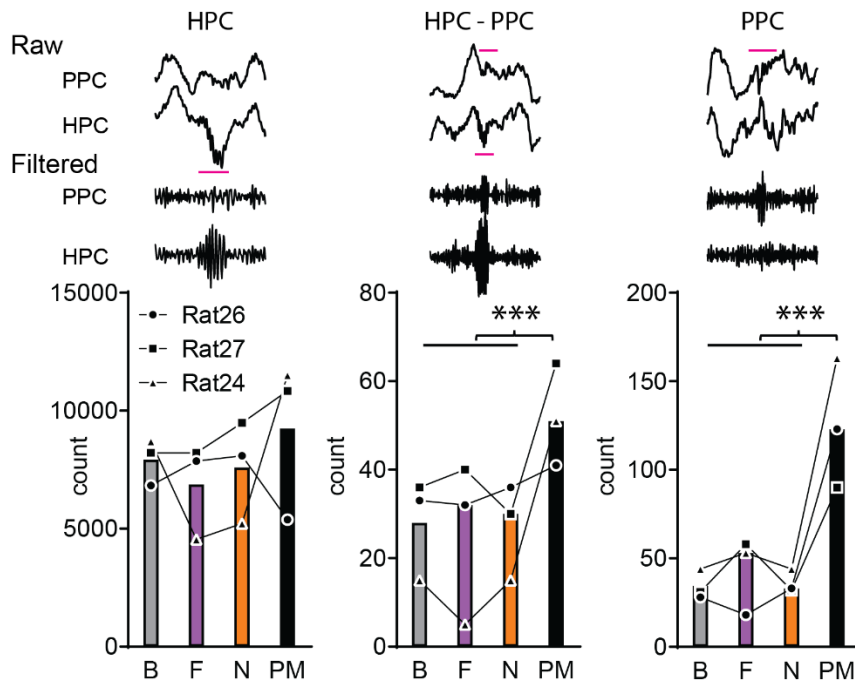 HPC HPC - PPC PPC
Raw
PPC
HPC
Filtered
PPC
HPC
15000 80 200
*** ***
Rat26
Rat27
Rat24
150
60
10000
count count count
40 100
5000
20 50
0 0 0
B F N PM B F N PM B F N PM